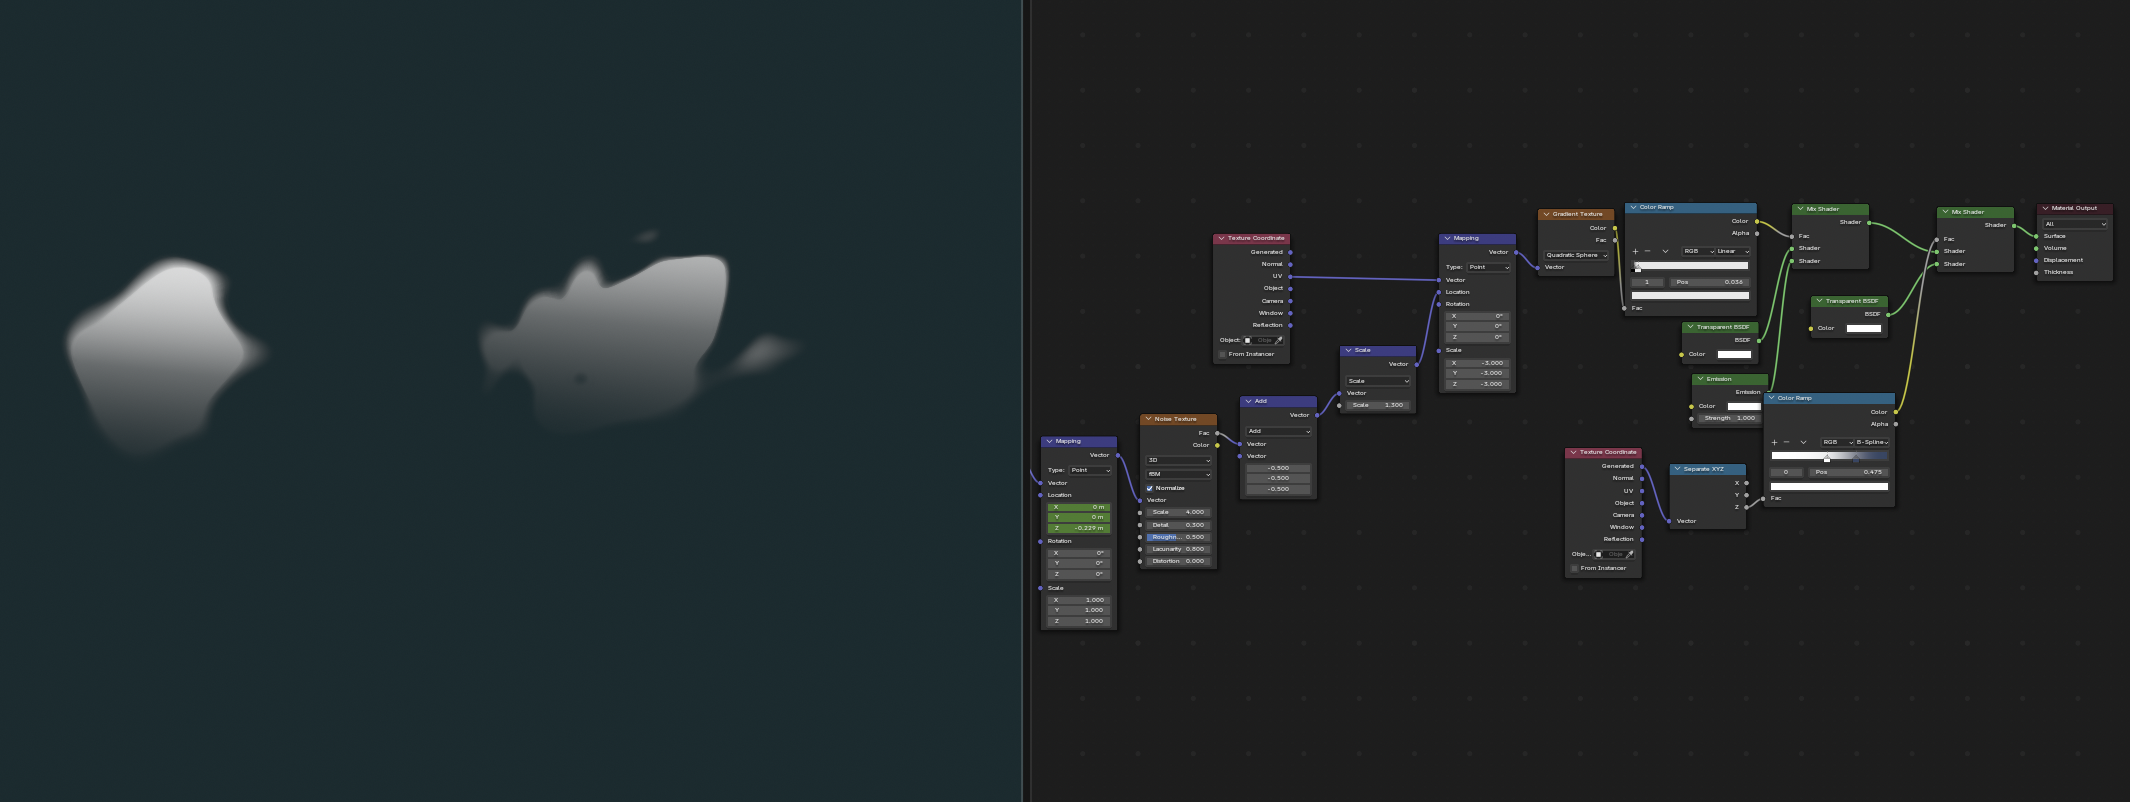 Mapping
Vector
Type: Point
Vector
Location
X 0 m
Y 0 m
Z -0.229 m
Rotation
X 0°
Y 0°
Z 0°
Scale
X 1.000
Y 1.000
Z 1.000
Noise Texture
Fac
Color
3D
fBM
Normalize
Vector
Scale 4.000
Detail 0.300
Roughn... 0.500
Lacunarity 0.800
Distortion 0.000
Texture Coordinate
Generated
Normal
UV
Object
Camera
Window
Reflection
Object: Obje
From Instancer
Add
Vector
Add
Vector
Vector
-0.500
-0.500
-0.500
Scale
Vector
Scale
Vector
Scale 1.300
Mapping
Vector
Type: Point
Vector
Location
Rotation
X 0°
Y 0°
Z 0°
Scale
X -3.000
Y -3.000
Z -3.000
Gradient Texture
Color
Fac
Quadratic Sphere
Vector
Color Ramp
Color
Alpha
RGB Linear
1 Pos 0.036
Fac
Transparent BSDF
BSDF
Color
Emission
Emission
Color
Strength 1.000
Texture Coordinate
Generated
Normal
UV
Object
Camera
Window
Reflection
Obje... Obje
From Instancer
Separate XYZ
X
Y
Z
Vector
Color Ramp
Color
Alpha
RGB B-Spline
0 Pos 0.475
Fac
Mix Shader
Shader
Fac
Shader
Shader
Transparent BSDF
BSDF
Color
Mix Shader
Shader
Fac
Shader
Shader
Material Output
All
Surface
Volume
Displacement
Thickness